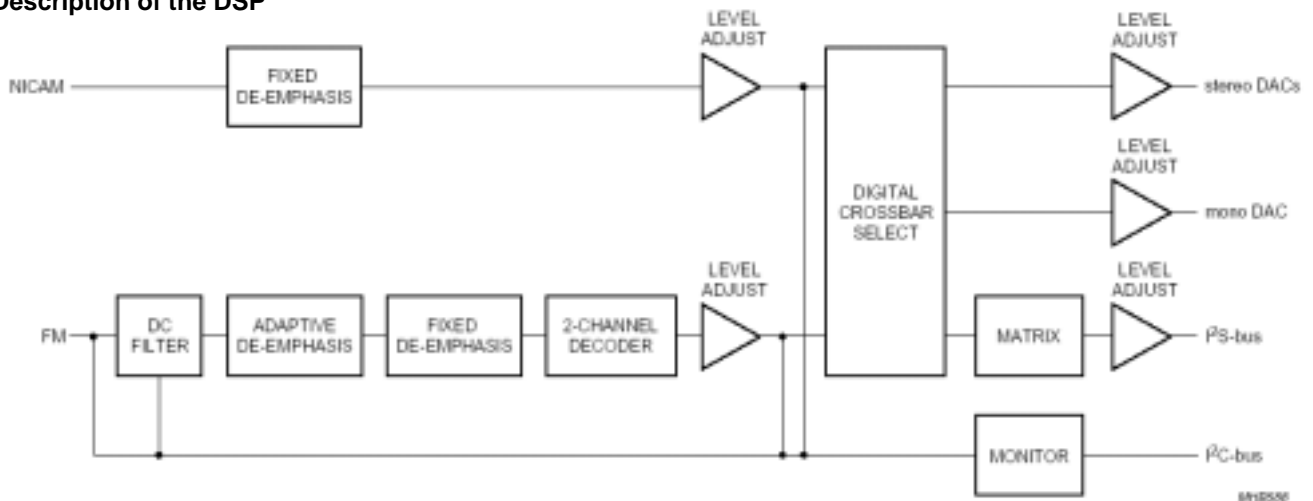 Description of the DSP
LEVEL
ADJUST
LEVEL
ADJUST
NICAM
FIXED
DE-EMPHASIS
stereo DACs
LEVEL
ADJUST
DIGITAL
CROSSBAR
SELECT
mono DAC
LEVEL
ADJUST
LEVEL
ADJUST
FM
DC
FILTER
ADAPTIVE
DE-EMPHASIS
FIXED
DE-EMPHASIS
2-CHANNEL
DECODER
MATRIX
I²S-bus
MONITOR
I²C-bus